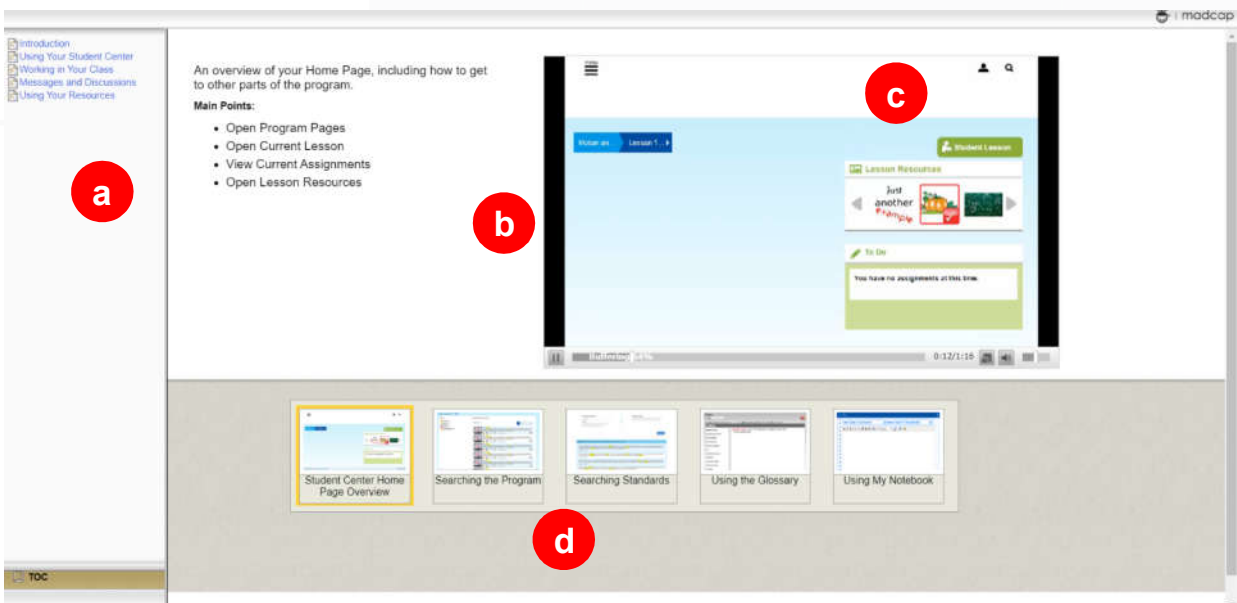 madcap
Introduction
Using Your Student Center
Working in Your Class
Messages and Discussions
Using Your Resources
a
An overview of your Home Page, including how to get
to other parts of the program.
Main Points:
• Open Program Pages
• Open Current Lesson
• View Current Assignments
• Open Lesson Resources
b
c
Lesson 1...
Student Lesson
Lesson Resources
Just
another
Example
To Do
You have no assignments at this time.
Buffering
0:12/1:16
Student Center Home
Page Overview
Searching the Program
Searching Standards
Using the Glossary
Using My Notebook
d
TOC